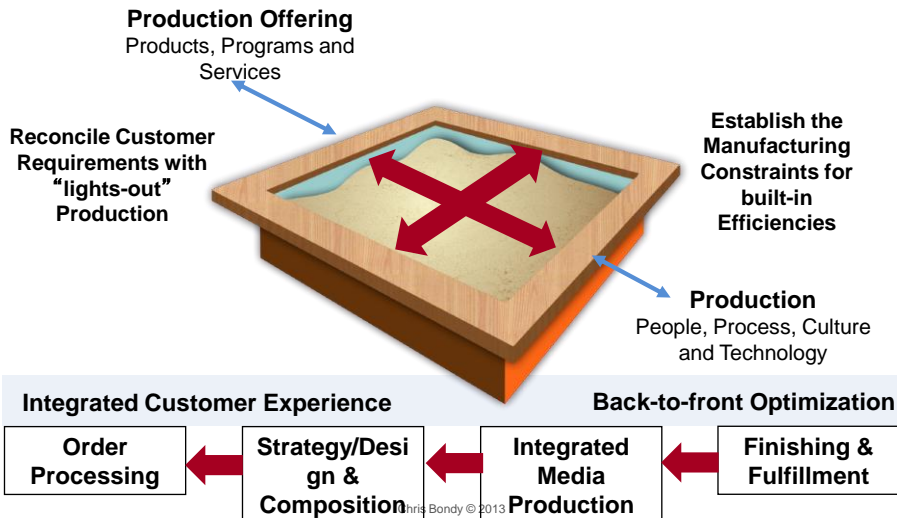 Production Offering
Products, Programs and
Services
Reconcile Customer
Requirements with
“lights-out”
Production
Establish the
Manufacturing
Constraints for
built-in
Efficiencies
Production
People, Process, Culture
and Technology
Integrated Customer Experience
Back-to-front Optimization
Order
Processing
Strategy/Desi
gn &
Composition
Integrated
Media
Production
Finishing &
Fulfillment
Chris Bondy © 2013